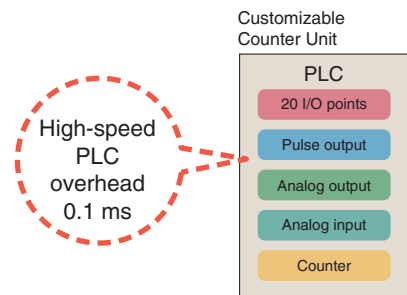 Customizable
Counter Unit
PLC
20 I/O points
Pulse output
Analog output
Analog input
Counter
High-speed
PLC
overhead
0.1 ms